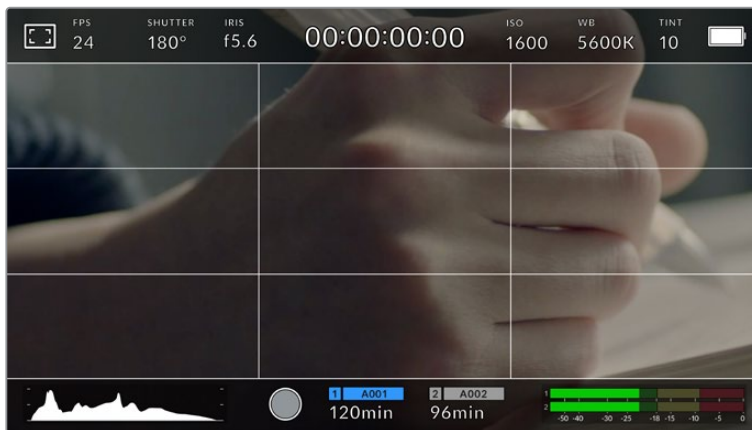 FPS SHUTTER IRIS ISO WB TINT
24 180° f5.6 00:00:00:00 1600 5600K 10
1 A001 2 A002
120min 96min
1
2
-50 -40 -30 -25 -18 -15 -10 -5 0